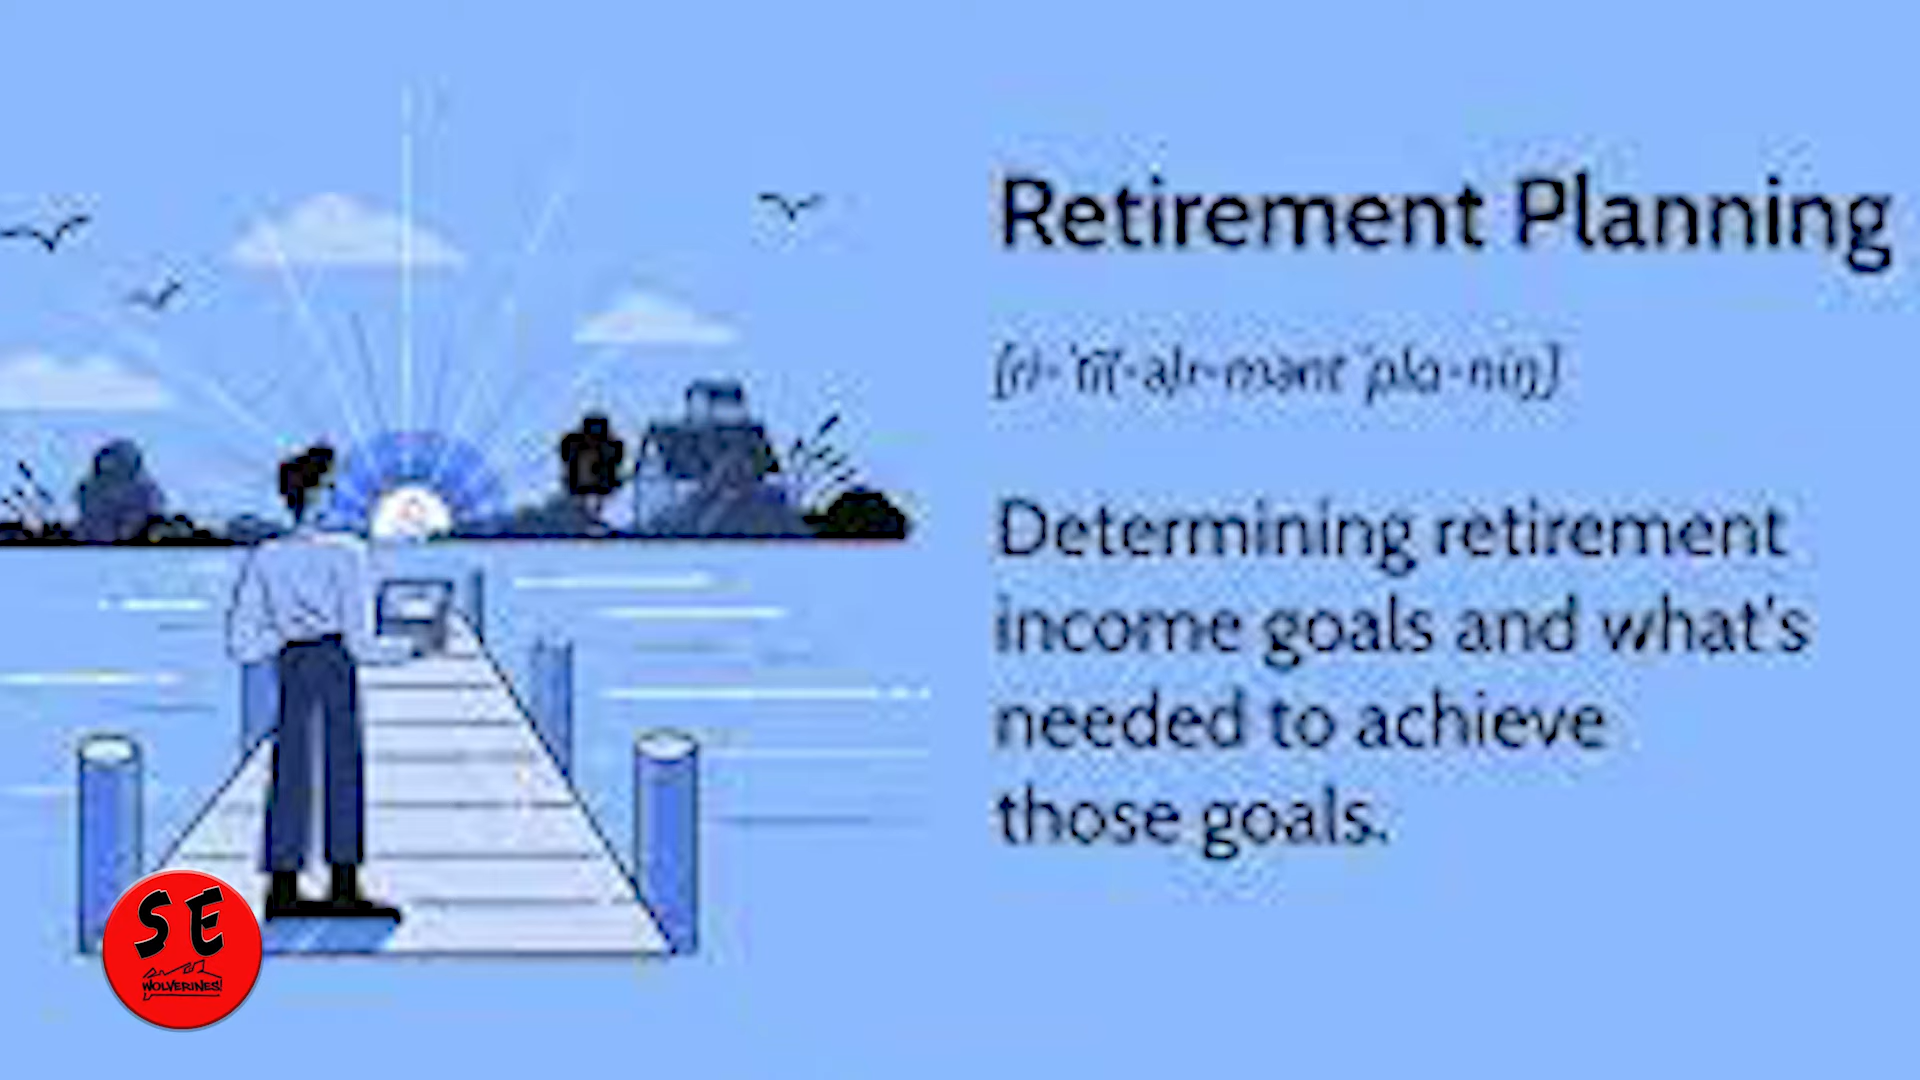 Retirement Planning
Determining retirement
income goals and what's
needed to achieve
those goals.
SE
WOLVERINES!